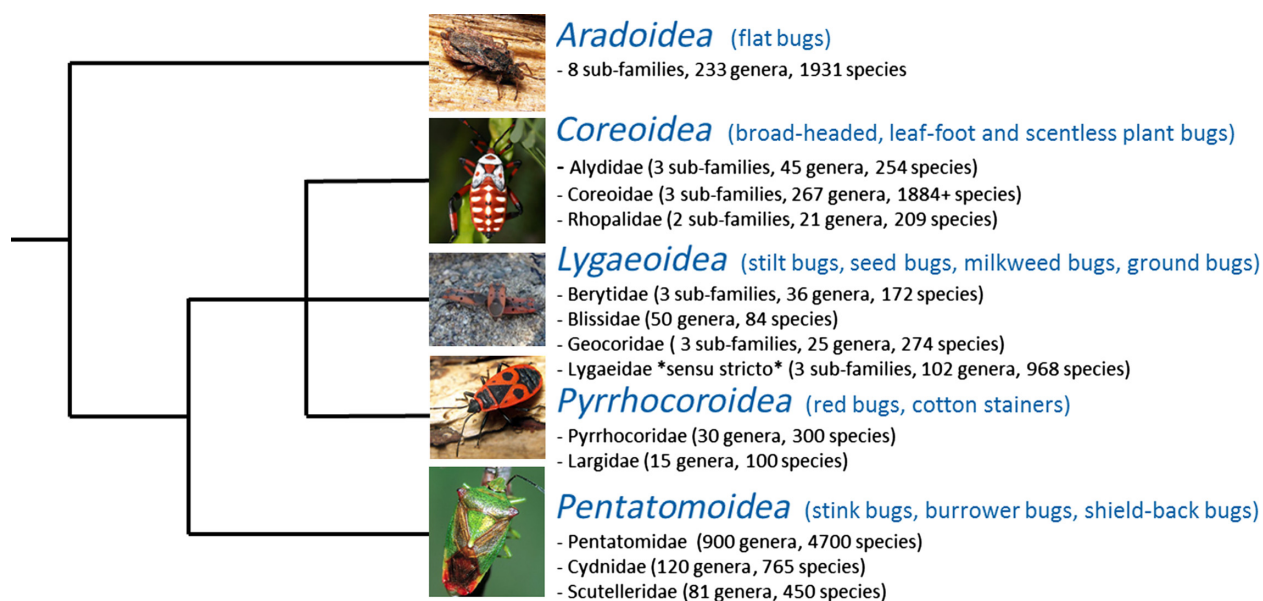 Aradoidea (flat bugs)
- 8 sub-families, 233 genera, 1931 species
Coreoidea (broad-headed, leaf-foot and scentless plant bugs)
- Alydidae (3 sub-families, 45 genera, 254 species)
- Coreoidae (3 sub-families, 267 genera, 1884+ species)
- Rhopalidae (2 sub-families, 21 genera, 209 species)
Lygaeoidea (stilt bugs, seed bugs, milkweed bugs, ground bugs)
- Berytidae (3 sub-families, 36 genera, 172 species)
- Blissidae (50 genera, 84 species)
- Geocoridae ( 3 sub-families, 25 genera, 274 species)
- Lygaeidae *sensu stricto* (3 sub-families, 102 genera, 968 species)
Pyrrhocoroidea (red bugs, cotton stainers)
- Pyrrhocoridae (30 genera, 300 species)
- Largidae (15 genera, 100 species)
Pentatomoidea (stink bugs, burrower bugs, shield-back bugs)
- Pentatomidae (900 genera, 4700 species)
- Cydnidae (120 genera, 765 species)
- Scutelleridae (81 genera, 450 species)